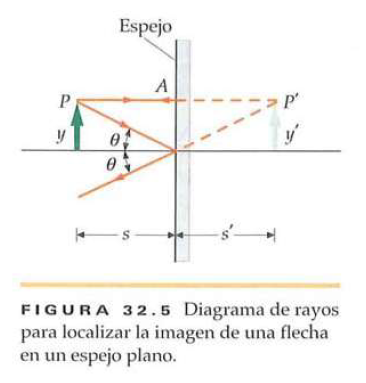 Espejo
A
P
P′
y
θ
y′
θ
s
s′
FIGURA 32.5 Diagrama de rayos
para localizar la imagen de una flecha
en un espejo plano.